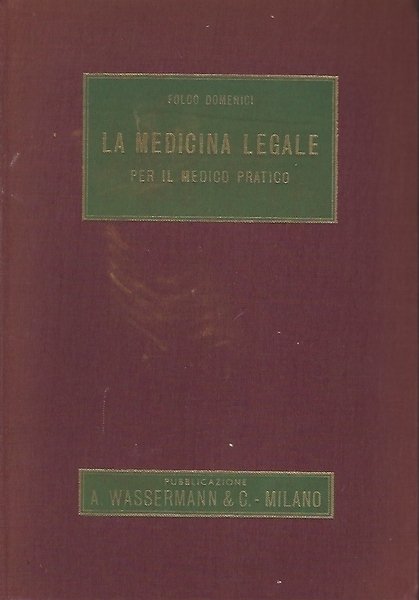 FOLCO DOMENICI
LA MEDICINA LEGALE
PER IL MEDICO PRATICO
PUBBLICAZIONE
A. WASSERMANN & C. - MILANO